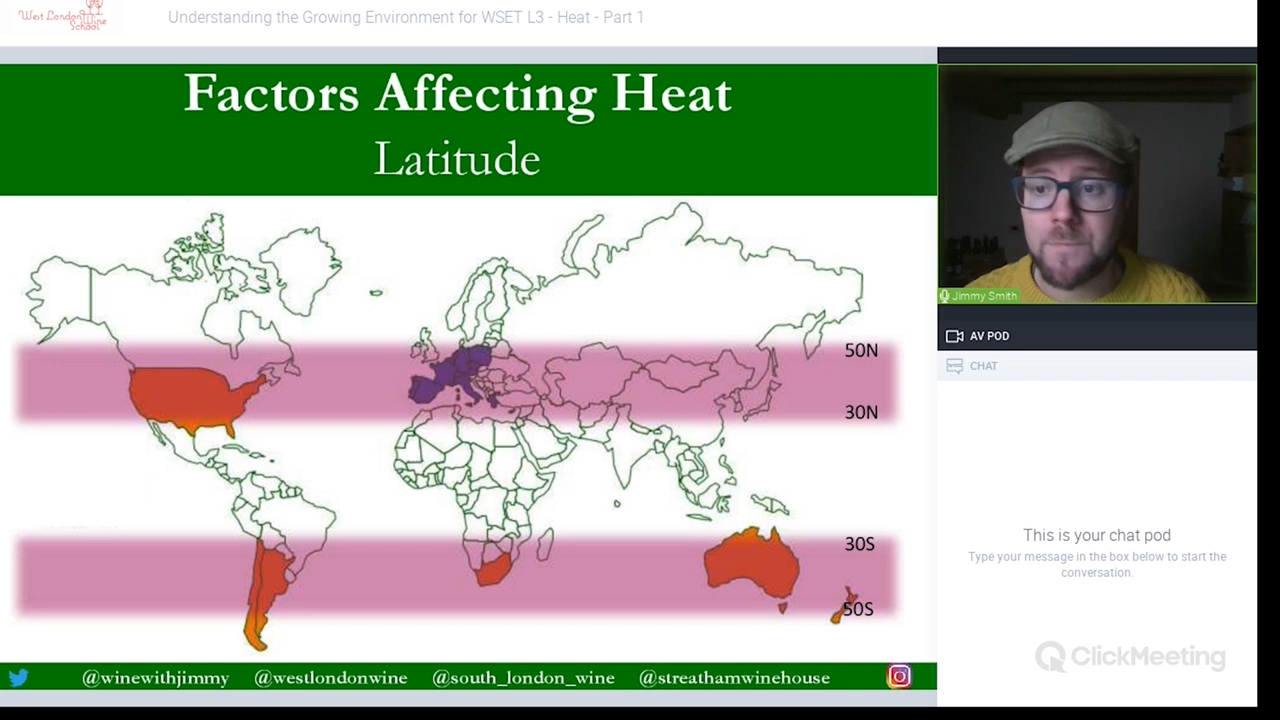 West London
Wine
School
Understanding the Growing Environment for WSET L3 - Heat - Part 1
Factors Affecting Heat
Latitude
50N
30N
30S
50S
@winewithjimmy @westlondonwine @south_london_wine @streathamwinehouse
Jimmy Smith
AV POD
CHAT
This is your chat pod
Type your message in the box below to start the
conversation.
ClickMeeting